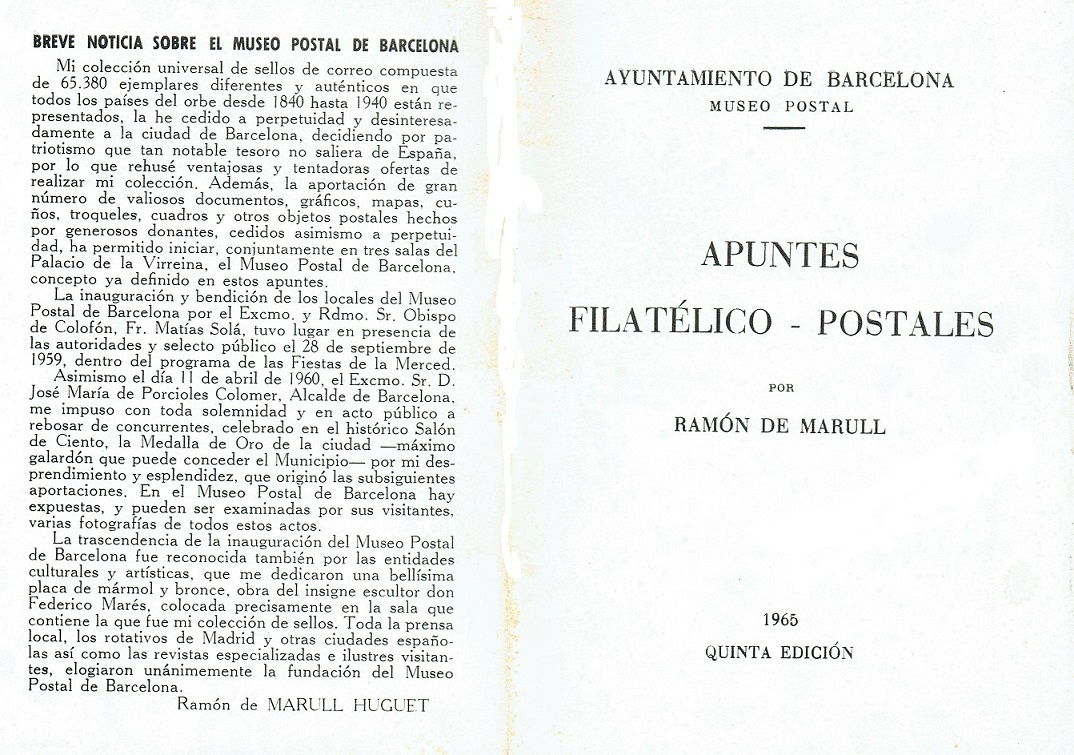 BREVE NOTICIA SOBRE EL MUSEO POSTAL DE BARCELONA
Mi colección universal de sellos de correo compuesta
de 65.380 ejemplares diferentes y auténticos en que
todos los países del orbe desde 1840 hasta 1940 están re-
presentados, la he cedido a perpetuidad y desinteresa-
damente a la ciudad de Barcelona, decidiendo por pa-
triotismo que tan notable tesoro no saliera de España,
por lo que rehusé ventajosas y tentadoras ofertas de
realizar mi colección. Además, la aportación de gran
número de valiosos documentos, gráficos, mapas, cu-
ños, troqueles, cuadros y otros objetos postales hechos
por generosos donantes, cedidos asimismo a perpetui-
dad, ha permitido iniciar, conjuntamente en tres salas del
Palacio de la Virreina, el Museo Postal de Barcelona,
concepto ya definido en estos apuntes.
La inauguración y bendición de los locales del Museo
Postal de Barcelona por el Excmo. y Rdmo. Sr. Obispo
de Colofón, Fr. Matías Solá, tuvo lugar en presencia de
las autoridades y selecto público el 28 de septiembre de
1959, dentro del programa de las Fiestas de la Merced.
Asimismo el día 11 de abril de 1960, el Excmo. Sr. D.
José María de Porcioles Colomer, Alcalde de Barcelona,
me impuso con toda solemnidad y en acto público a
rebosar de concurrentes, celebrado en el histórico Salón
de Ciento, la Medalla de Oro de la ciudad —máximo
galardón que puede conceder el Municipio— por mi des-
prendimiento y esplendidez, que originó las subsiguientes
aportaciones. En el Museo Postal de Barcelona hay
expuestas, y pueden ser examinadas por sus visitantes,
varias fotografías de todos estos actos.
La trascendencia de la inauguración del Museo Postal
de Barcelona fue reconocida también por las entidades
culturales y artísticas, que me dedicaron una bellísima
placa de mármol y bronce, obra del insigne escultor don
Federico Marés, colocada precisamente en la sala que
contiene la que fue mi colección de sellos. Toda la prensa
local, los rotativos de Madrid y otras ciudades españo-
las así como las revistas especializadas e ilustres visitan-
tes, elogiaron unánimemente la fundación del Museo
Postal de Barcelona.
Ramón de MARULL HUGUET
AYUNTAMIENTO DE BARCELONA
MUSEO POSTAL
APUNTES
FILATÉLICO - POSTALES
POR
RAMÓN DE MARULL
1965
QUINTA EDICIÓN